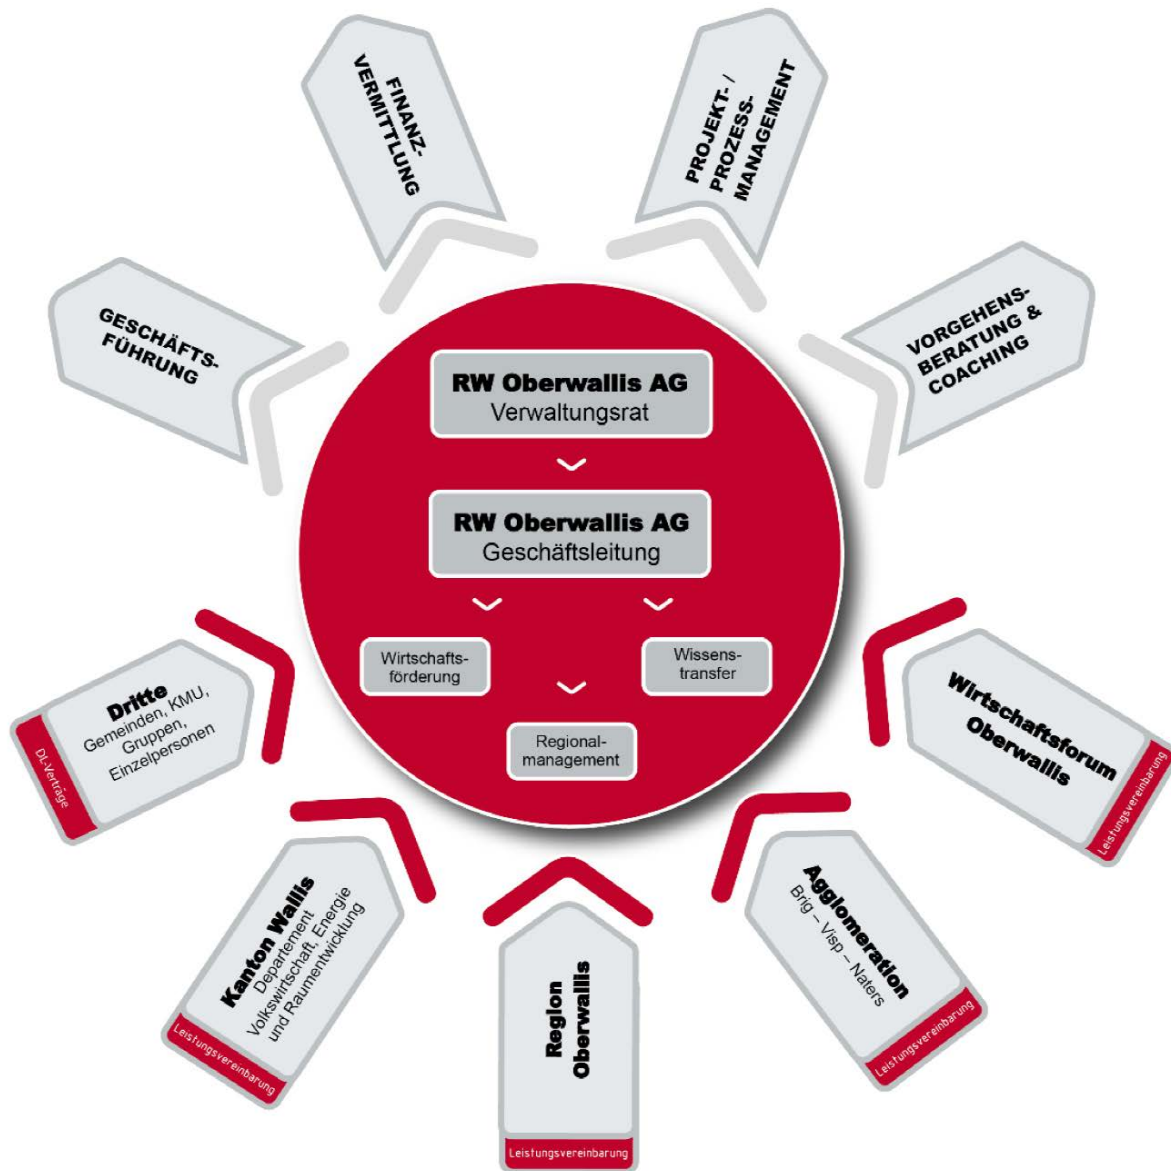 FINANZ-
VERMITTLUNG
PROJEKT- /
PROZESS-
MANAGEMENT
GESCHÄFTS-
FÜHRUNG
VORGEHENS-
BERATUNG &
COACHING
RW Oberwallis AG
Verwaltungsrat
RW Oberwallis AG
Geschäftsleitung
Wirtschafts-
förderung
Wissens-
transfer
Regional-
management
Dritte
Gemeinden, KMU,
Gruppen,
Einzelpersonen
DL-Verträge
Kanton Wallis
Departement
Volkswirtschaft, Energie
und Raumentwicklung
Leistungsvereinbarung
Region
Oberwallis
Leistungsvereinbarung
Agglomeration
Brig – Visp – Naters
Leistungsvereinbarung
Wirtschaftsforum
Oberwallis
Leistungsvereinbarung